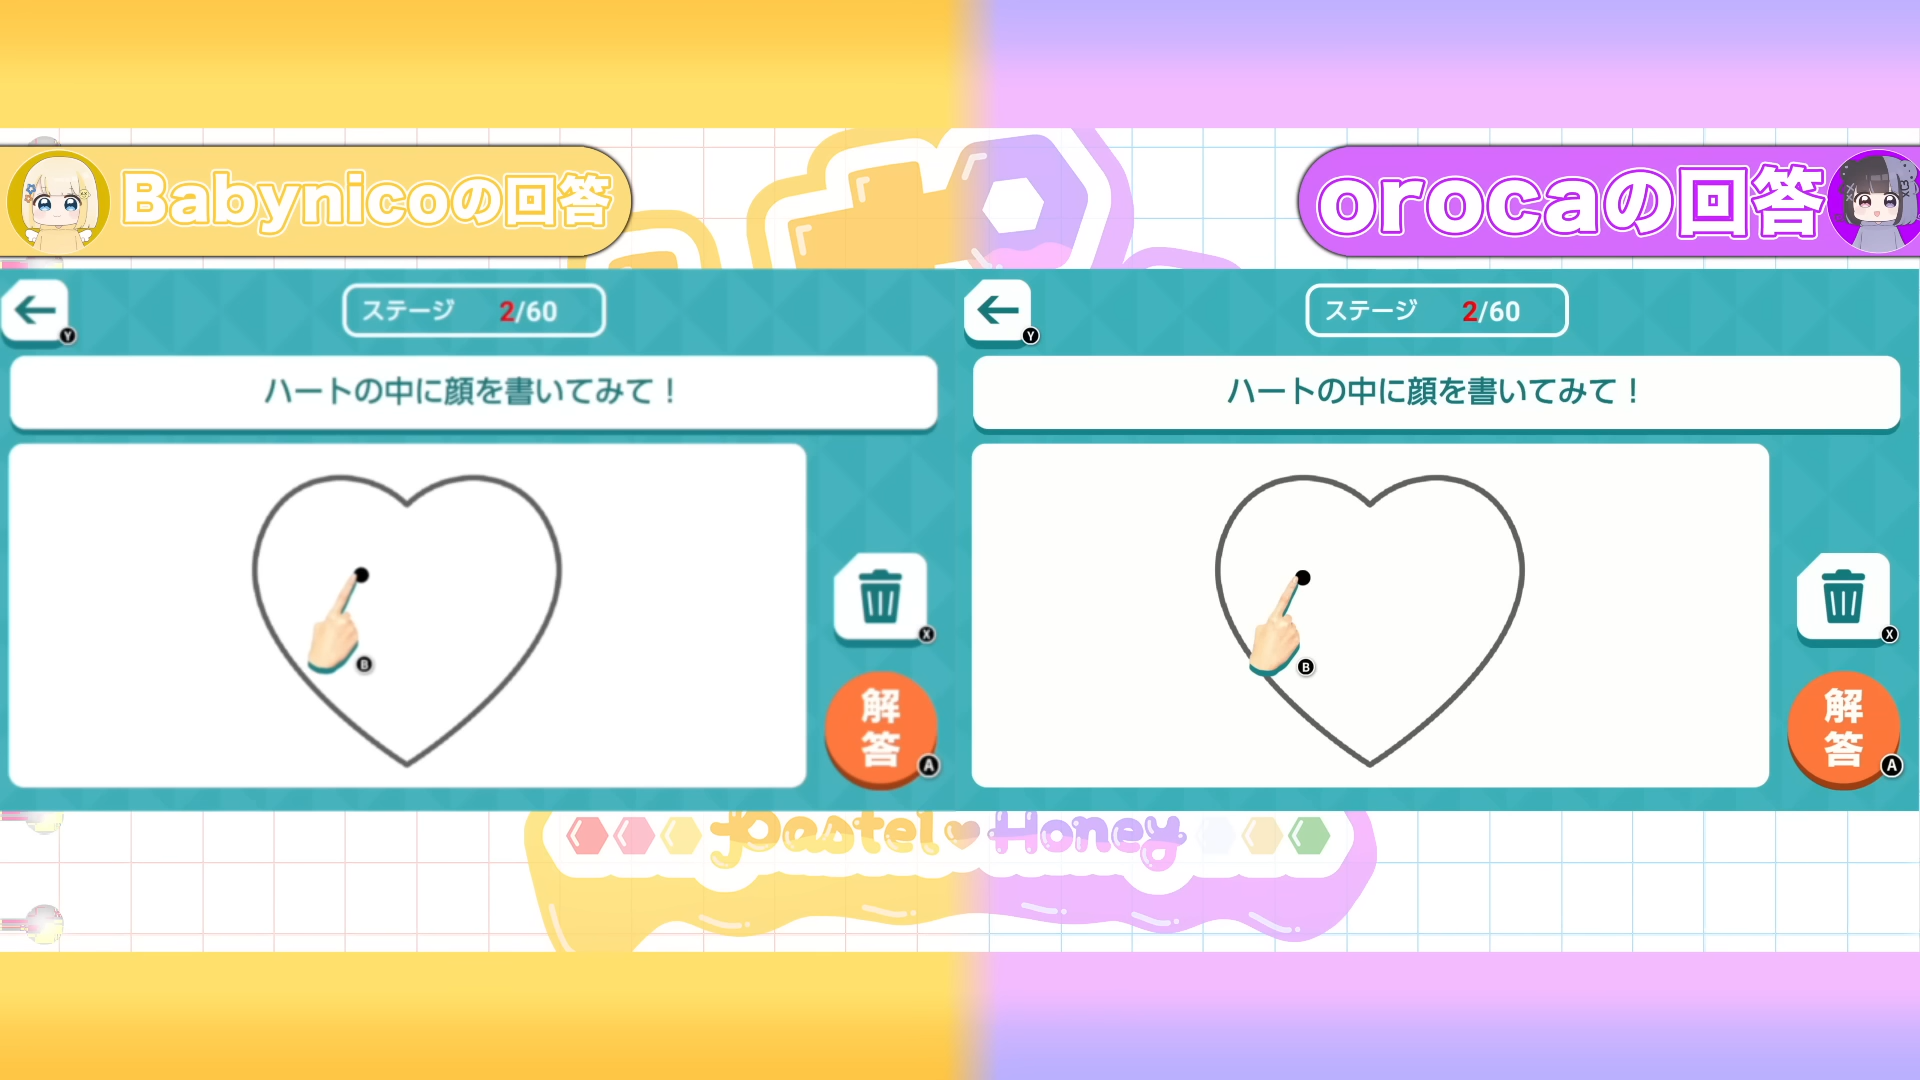 Babynicoの回答
orocaの回答
Y
ステージ 2/60
Y
ステージ 2/60
ハートの中に顔を書いてみて！
ハートの中に顔を書いてみて！
B
X
解答
A
B
X
解答
A
Pastel Honey